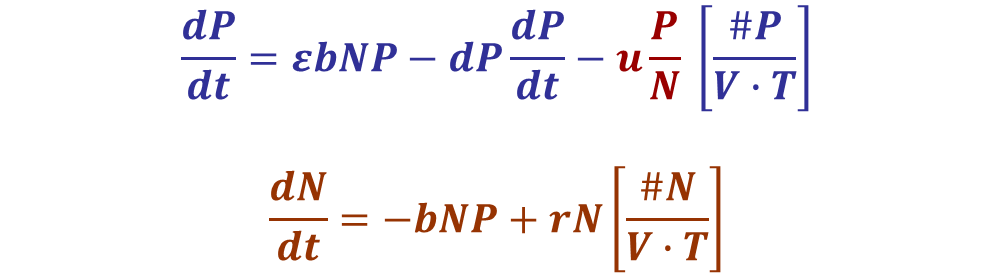 dP/dt = εbNP − dP dP/dt − u P/N [#P/(V · T)]
dN/dt = −bNP + rN [#N/(V · T)]